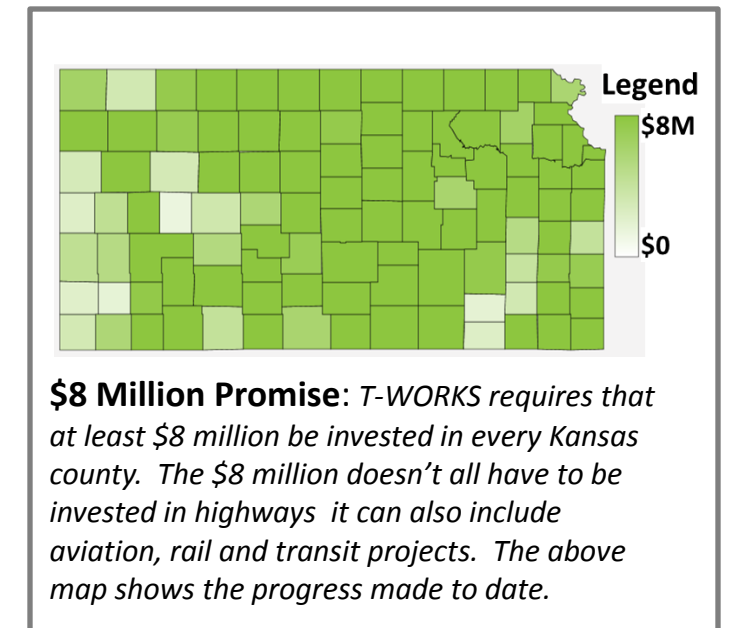 Legend
$8M
$0
$8 Million Promise: T-WORKS requires that
at least $8 million be invested in every Kansas
county.  The $8 million doesn’t all have to be
invested in highways  it can also include
aviation, rail and transit projects.  The above
map shows the progress made to date.